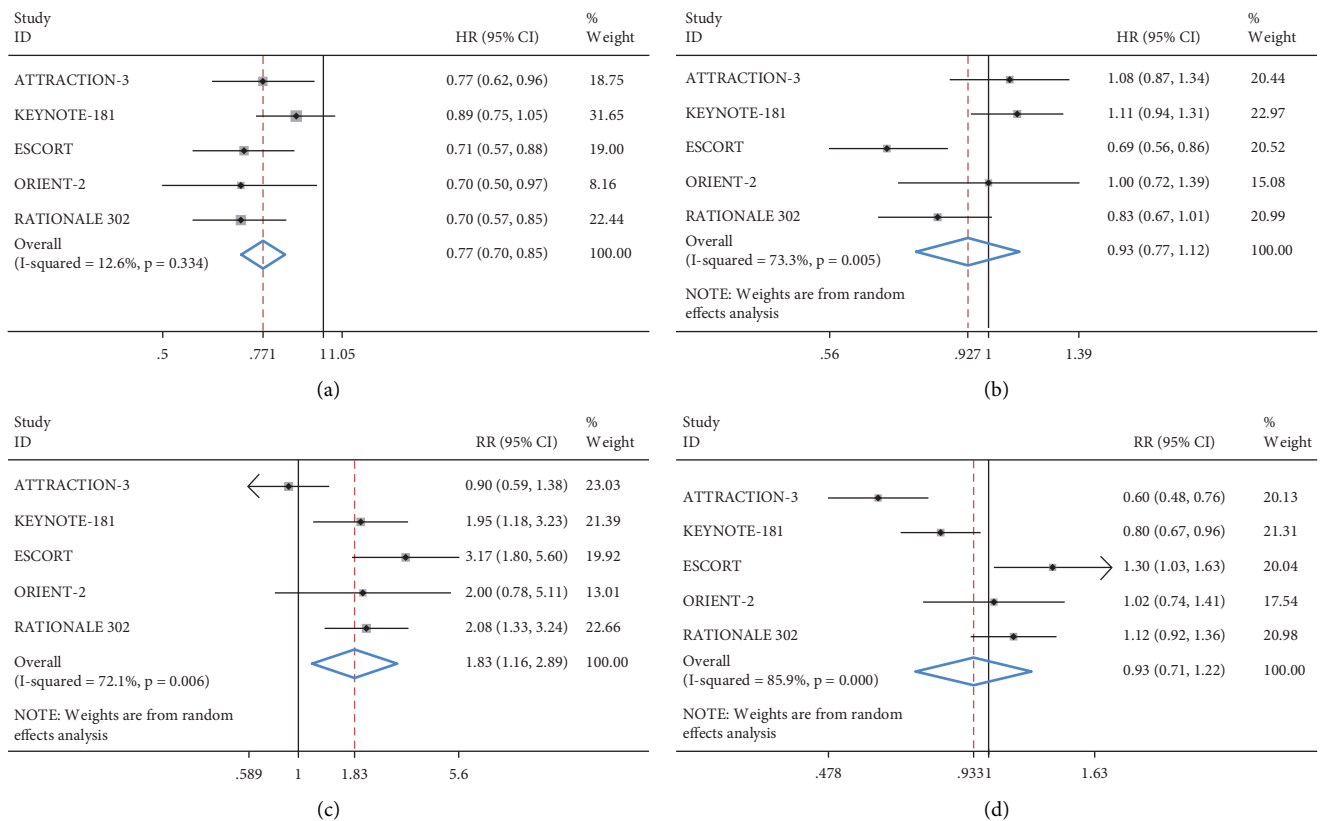 Study %
ID HR (95% CI) Weight
ATTRACTION-3 0.77 (0.62, 0.96) 18.75
KEYNOTE-181 0.89 (0.75, 1.05) 31.65
ESCORT 0.71 (0.57, 0.88) 19.00
ORIENT-2 0.70 (0.50, 0.97) 8.16
RATIONALE 302 0.70 (0.57, 0.85) 22.44
Overall
(I-squared = 12.6%, p = 0.334) 0.77 (0.70, 0.85) 100.00
.5 .771 1 1.05
(a)
Study %
ID HR (95% CI) Weight
ATTRACTION-3 1.08 (0.87, 1.34) 20.44
KEYNOTE-181 1.11 (0.94, 1.31) 22.97
ESCORT 0.69 (0.56, 0.86) 20.52
ORIENT-2 1.00 (0.72, 1.39) 15.08
RATIONALE 302 0.83 (0.67, 1.01) 20.99
Overall
(I-squared = 73.3%, p = 0.005) 0.93 (0.77, 1.12) 100.00
NOTE: Weights are from random
effects analysis
.56 .927 1 1.39
(b)
Study %
ID RR (95% CI) Weight
ATTRACTION-3 0.90 (0.59, 1.38) 23.03
KEYNOTE-181 1.95 (1.18, 3.23) 21.39
ESCORT 3.17 (1.80, 5.60) 19.92
ORIENT-2 2.00 (0.78, 5.11) 13.01
RATIONALE 302 2.08 (1.33, 3.24) 22.66
Overall
(I-squared = 72.1%, p = 0.006) 1.83 (1.16, 2.89) 100.00
NOTE: Weights are from random
effects analysis
.589 1 1.83 5.6
(c)
Study %
ID RR (95% CI) Weight
ATTRACTION-3 0.60 (0.48, 0.76) 20.13
KEYNOTE-181 0.80 (0.67, 0.96) 21.31
ESCORT 1.30 (1.03, 1.63) 20.04
ORIENT-2 1.02 (0.74, 1.41) 17.54
RATIONALE 302 1.12 (0.92, 1.36) 20.98
Overall
(I-squared = 85.9%, p = 0.000) 0.93 (0.71, 1.22) 100.00
NOTE: Weights are from random
effects analysis
.478 .933 1 1.63
(d)